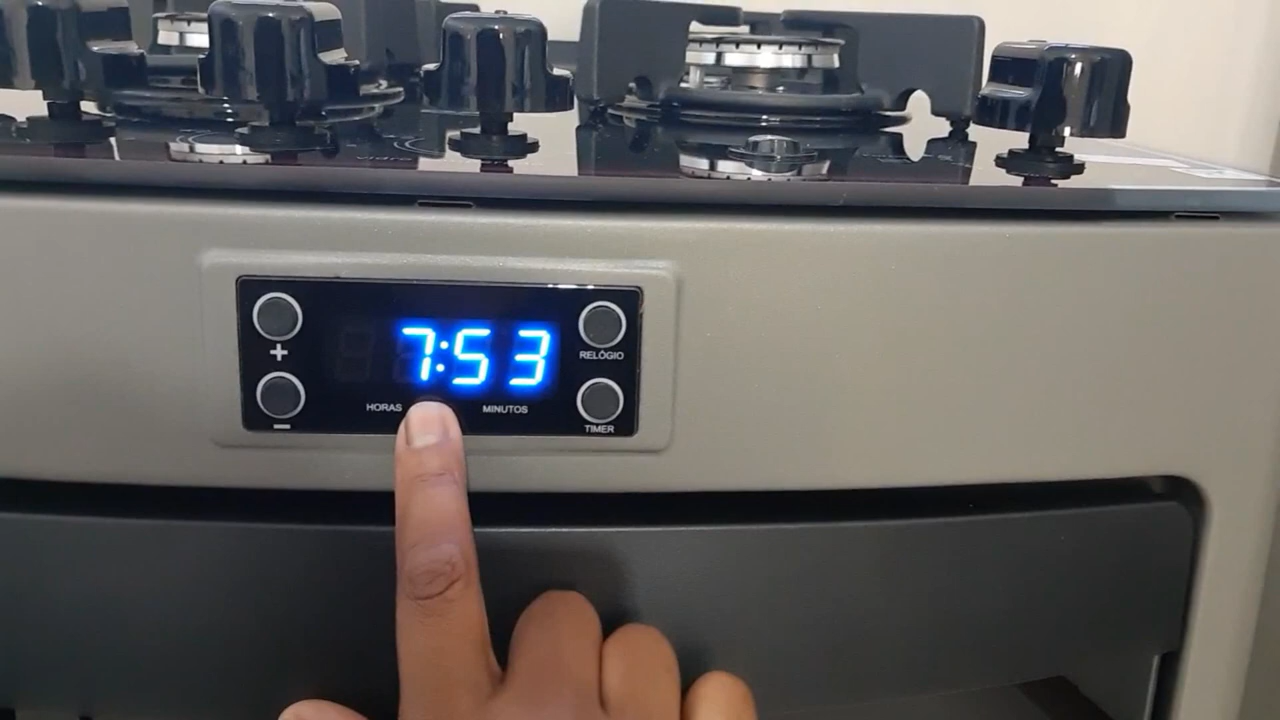 +
7:53
RELÓGIO
HORAS
MINUTOS
−
TIMER